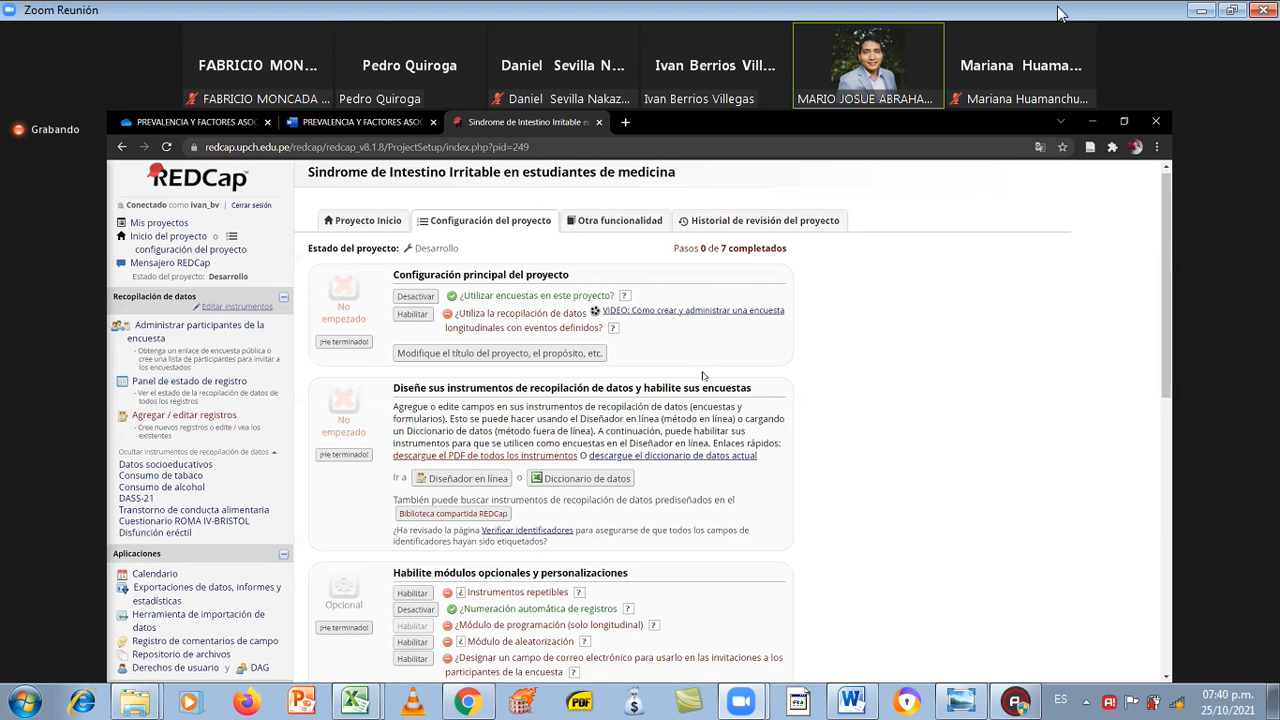 Zoom Reunión
FABRICIO MON...
Pedro Quiroga
Daniel Sevilla N...
Ivan Berrios Vill...
Mariana Huama...
FABRICIO MONCADA ...
Pedro Quiroga
Daniel Sevilla Nakaz...
Ivan Berrios Villegas
MARIO JOSUE ABRAHA...
Mariana Huamanchu...
Grabando
PREVALENCIA Y FACTORES ASOC
PREVALENCIA Y FACTORES ASOC
Sindrome de Intestino Irritable e
redcap.upch.edu.pe/redcap/redcap_v8.1.8/ProjectSetup/index.php?pid=249
REDCap
Conectado como ivan_bv
Cerrar sesión
Mis proyectos
Inicio del proyecto o
configuración del proyecto
Mensajero REDCap
Estado del proyecto: Desarrollo
Recopilación de datos
Editar instrumentos
Administrar participantes de la
encuesta
- Obtenga un enlace de encuesta pública o
cree una lista de participantes para invitar a
los encuestados
Panel de estado de registro
- Ver el estado de la recopilación de datos de
todos los registros
Agregar / editar registros
- Cree nuevos registros o edite / vea los
existentes
Ocultar instrumentos de recopilación de datos
Datos socioeducativos
Consumo de tabaco
Consumo de alcohol
DASS-21
Transtorno de conducta alimentaria
Cuestionario ROMA IV-BRISTOL
Disfunción eréctil
Aplicaciones
Calendario
Exportaciones de datos, informes y
estadísticas
Herramienta de importación de
datos
Registro de comentarios de campo
Repositorio de archivos
Derechos de usuario y DAG
Sindrome de Intestino Irritable en estudiantes de medicina
Proyecto Inicio
Configuración del proyecto
Otra funcionalidad
Historial de revisión del proyecto
Estado del proyecto: Desarrollo
Pasos 0 de 7 completados
No
empezado
¡He terminado!
Configuración principal del proyecto
Desactivar ¿Utilizar encuestas en este proyecto? ?
VIDEO: Cómo crear y administrar una encuesta
Habilitar ¿Utiliza la recopilación de datos
longitudinales con eventos definidos? ?
Modifique el título del proyecto, el propósito, etc.
No
empezado
¡He terminado!
Diseñe sus instrumentos de recopilación de datos y habilite sus encuestas
Agregue o edite campos en sus instrumentos de recopilación de datos (encuestas y
formularios). Esto se puede hacer usando el Diseñador en línea (método en línea) o cargando
un Diccionario de datos (método fuera de línea). A continuación, puede habilitar sus
instrumentos para que se utilicen como encuestas en el Diseñador en línea. Enlaces rápidos:
descargue el PDF de todos los instrumentos O descargue el diccionario de datos actual
Ir a Diseñador en línea o Diccionario de datos
También puede buscar instrumentos de recopilación de datos prediseñados en el
Biblioteca compartida REDCap
¿Ha revisado la página Verificar identificadores para asegurarse de que todos los campos de
identificadores hayan sido etiquetados?
Opcional
¡He terminado!
Habilite módulos opcionales y personalizaciones
Habilitar ¿ Instrumentos repetibles ?
Desactivar ¿Numeración automática de registros ?
Habilitar ¿Módulo de programación (solo longitudinal) ?
Habilitar ¿ Módulo de aleatorización ?
Habilitar ¿Designar un campo de correo electrónico para usarlo en las invitaciones a los
participantes de la encuesta ?
PDF
ES
07:40 p.m.
25/10/2021